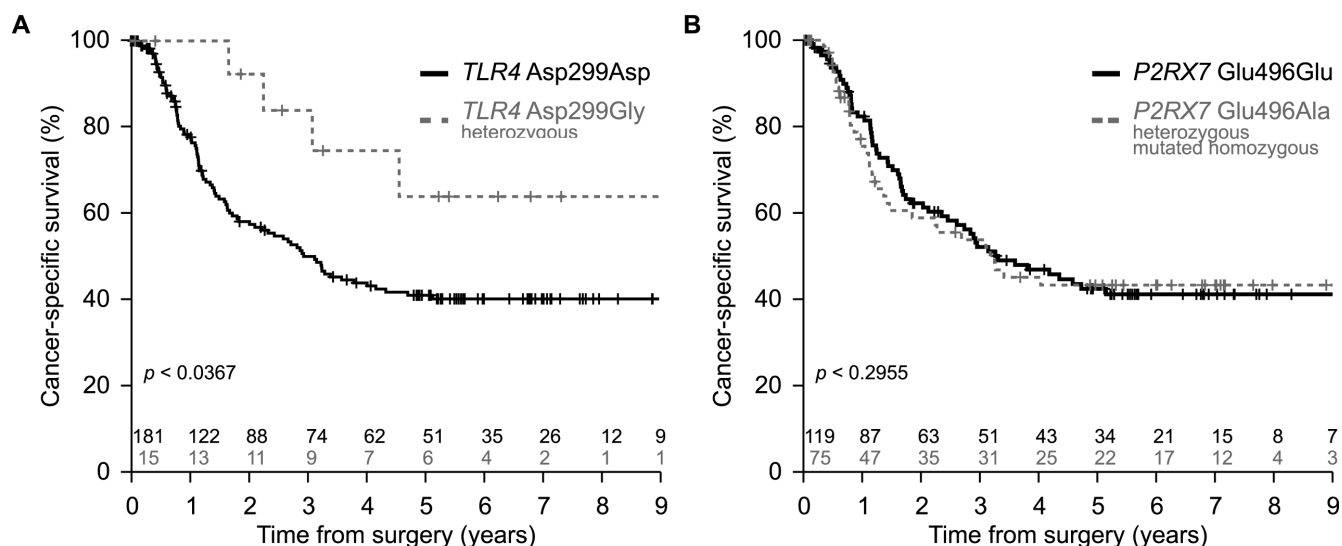 A
Cancer-specific survival (%)
100
80
60
40
20
0
TLR4 Asp299Asp
TLR4 Asp299Gly
heterozygous
p < 0.0367
181 122 88 74 62 51 35 26 12 9
15 13 11 9 7 6 4 2 1 1
0 1 2 3 4 5 6 7 8 9
Time from surgery (years)
B
Cancer-specific survival (%)
100
80
60
40
20
0
P2RX7 Glu496Glu
P2RX7 Glu496Ala
heterozygous
mutated homozygous
p < 0.2955
119 87 63 51 43 34 21 15 8 7
75 47 35 31 25 22 17 12 4 3
0 1 2 3 4 5 6 7 8 9
Time from surgery (years)